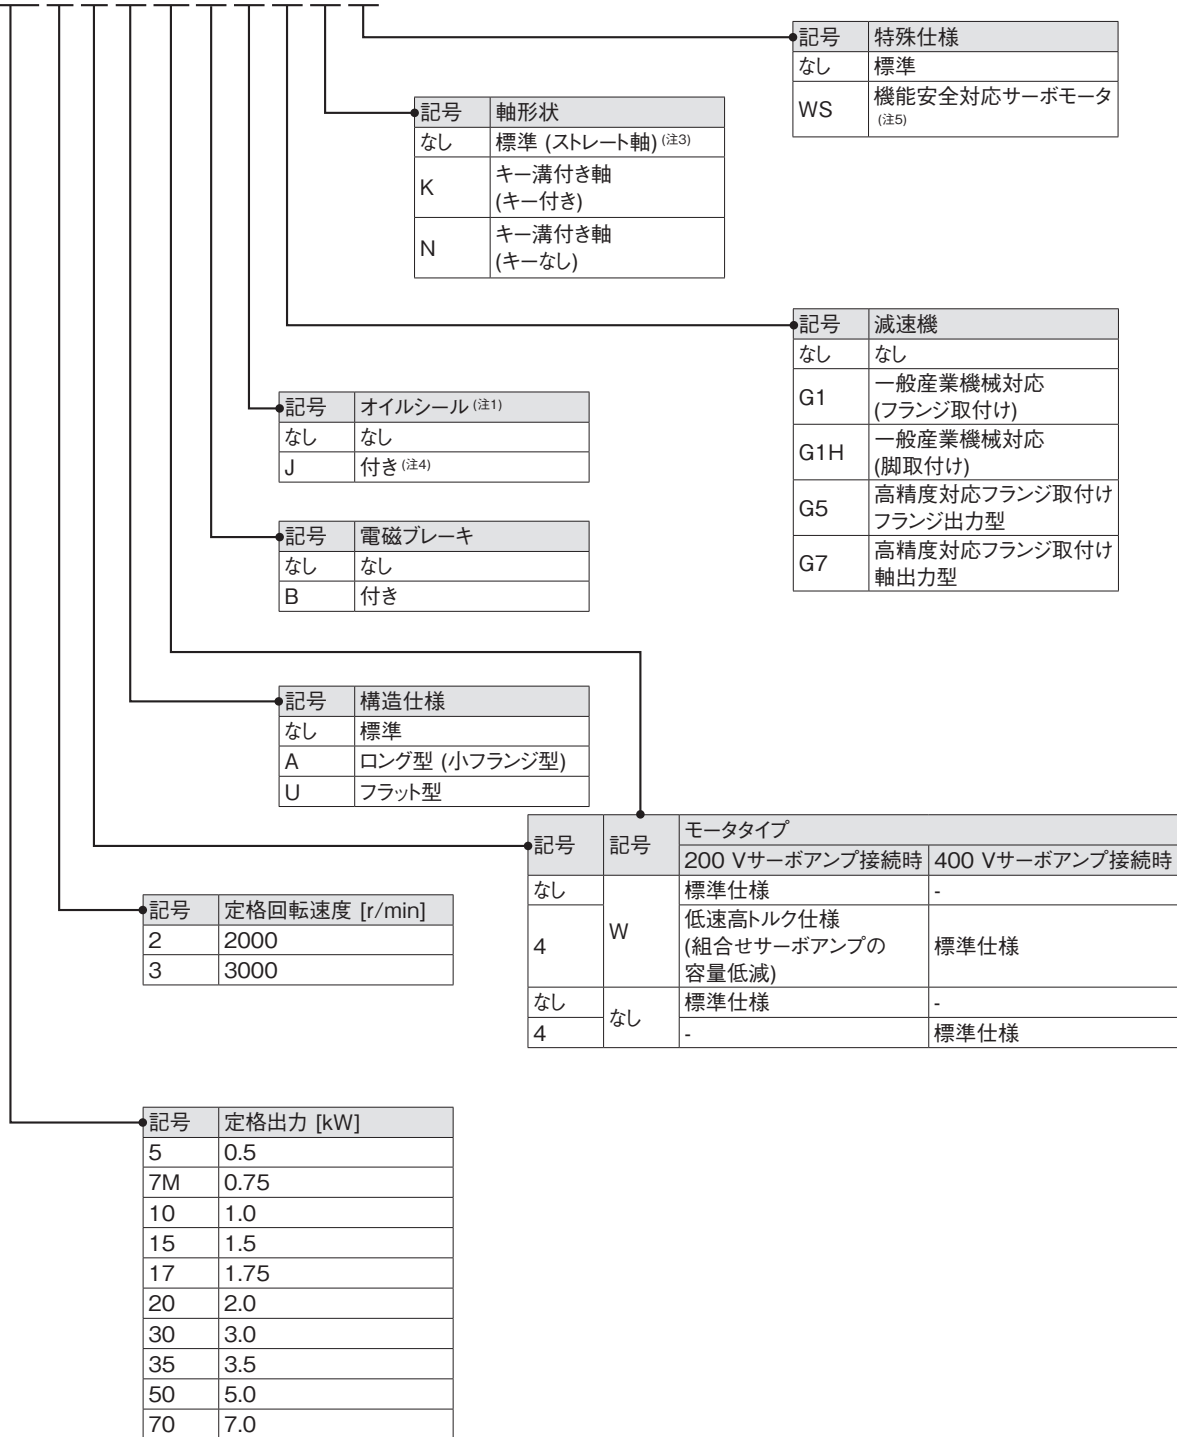 記号 特殊仕様
なし 標準
WS 機能安全対応サーボモータ
(注5)
記号 軸形状
なし 標準 (ストレート軸) (注3)
K キー溝付き軸
(キー付き)
N キー溝付き軸
(キーなし)
記号 減速機
なし なし
G1 一般産業機械対応
(フランジ取付け)
G1H 一般産業機械対応
(脚取付け)
G5 高精度対応フランジ取付け
フランジ出力型
G7 高精度対応フランジ取付け
軸出力型
記号 オイルシール (注1)
なし なし
J 付き (注4)
記号 電磁ブレーキ
なし なし
B 付き
記号 構造仕様
なし 標準
A ロング型 (小フランジ型)
U フラット型
記号 記号 モータタイプ
200 Vサーボアンプ接続時 400 Vサーボアンプ接続時
なし W 標準仕様 -
4 低速高トルク仕様
(組合せサーボアンプの
容量低減) 標準仕様
なし なし 標準仕様 -
4 - 標準仕様
記号 定格回転速度 [r/min]
2 2000
3 3000
記号 定格出力 [kW]
5 0.5
7M 0.75
10 1.0
15 1.5
17 1.75
20 2.0
30 3.0
35 3.5
50 5.0
70 7.0